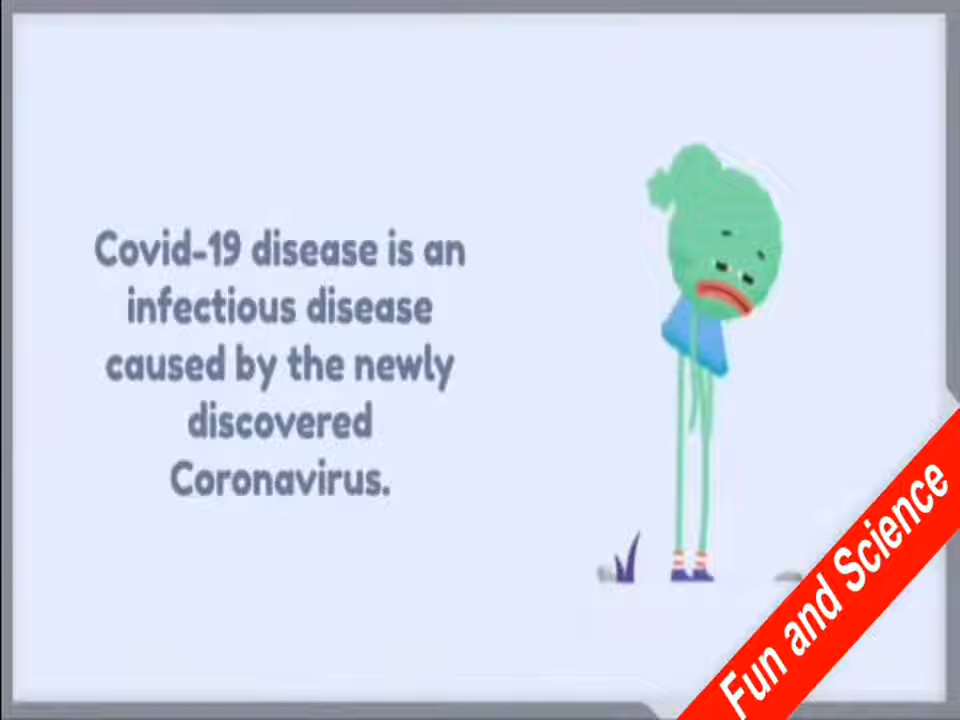 Covid-19 disease is an
infectious disease
caused by the newly
discovered
Coronavirus.
Fun and Science